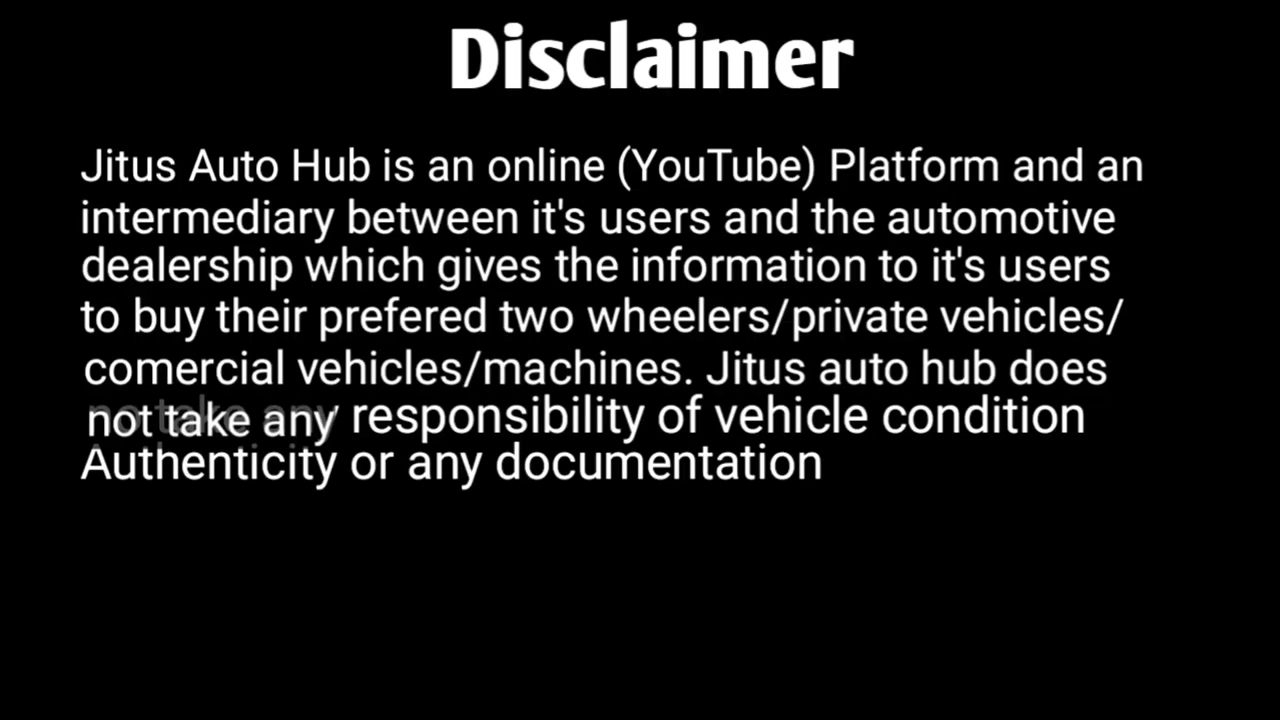 Disclaimer
Jitus Auto Hub is an online (YouTube) Platform and an
intermediary between it's users and the automotive
dealership which gives the information to it's users
to buy their prefered two wheelers/private vehicles/
comercial vehicles/machines. Jitus auto hub does
not take any responsibility of vehicle condition
Authenticity or any documentation